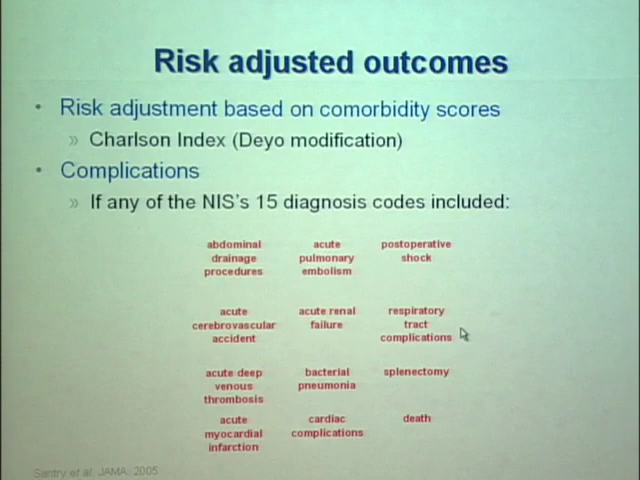 Risk adjusted outcomes
• Risk adjustment based on comorbidity scores
» Charlson Index (Deyo modification)
• Complications
» If any of the NIS's 15 diagnosis codes included:
abdominal drainage procedures
acute pulmonary embolism
postoperative shock
acute cerebrovascular accident
acute renal failure
respiratory tract complications
acute deep venous thrombosis
bacterial pneumonia
splenectomy
acute myocardial infarction
cardiac complications
death
Santry et al, JAMA, 2005